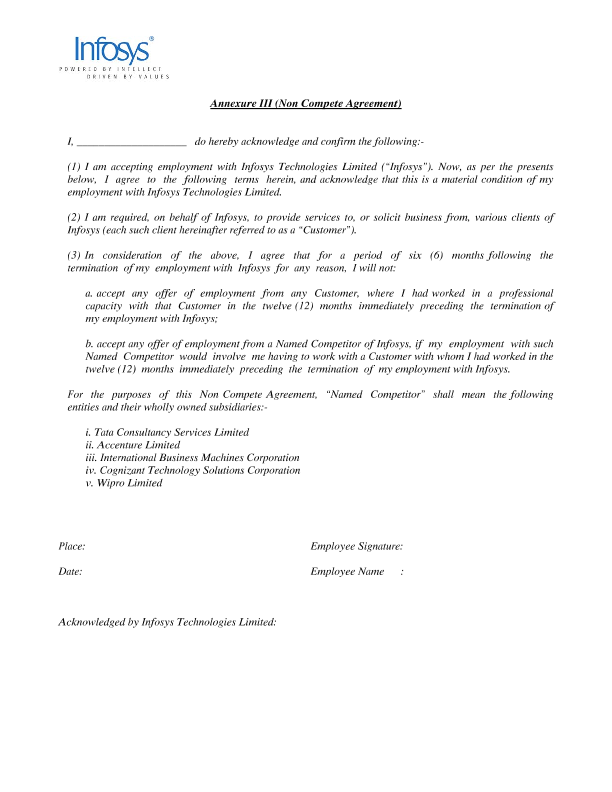 Infosys®
POWERED BY INTELLECT
DRIVEN BY VALUES
Annexure III (Non Compete Agreement)
I, ____________________ do hereby acknowledge and confirm the following:-
(1) I am accepting employment with Infosys Technologies Limited (“Infosys”). Now, as per the presents
below, I agree to the following terms herein, and acknowledge that this is a material condition of my
employment with Infosys Technologies Limited.
(2) I am required, on behalf of Infosys, to provide services to, or solicit business from, various clients of
Infosys (each such client hereinafter referred to as a “Customer”).
(3) In consideration of the above, I agree that for a period of six (6) months following the
termination of my employment with Infosys for any reason, I will not:
a. accept any offer of employment from any Customer, where I had worked in a professional
capacity with that Customer in the twelve (12) months immediately preceding the termination of
my employment with Infosys;
b. accept any offer of employment from a Named Competitor of Infosys, if my employment with such
Named Competitor would involve me having to work with a Customer with whom I had worked in the
twelve (12) months immediately preceding the termination of my employment with Infosys.
For the purposes of this Non Compete Agreement, “Named Competitor” shall mean the following
entities and their wholly owned subsidiaries:-
i. Tata Consultancy Services Limited
ii. Accenture Limited
iii. International Business Machines Corporation
iv. Cognizant Technology Solutions Corporation
v. Wipro Limited
Place: Employee Signature:
Date: Employee Name :
Acknowledged by Infosys Technologies Limited: